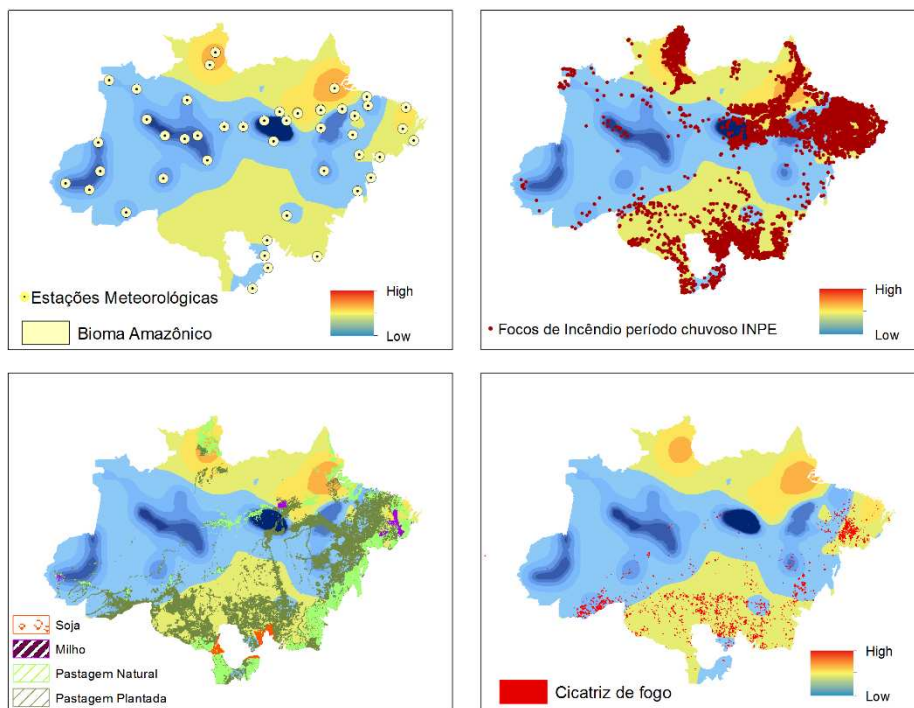 Estações Meteorológicas
Bioma Amazônico
High
Low
Focos de Incêndio período chuvoso INPE
High
Low
Soja
Milho
Pastagem Natural
Pastagem Plantada
Cicatriz de fogo
High
Low